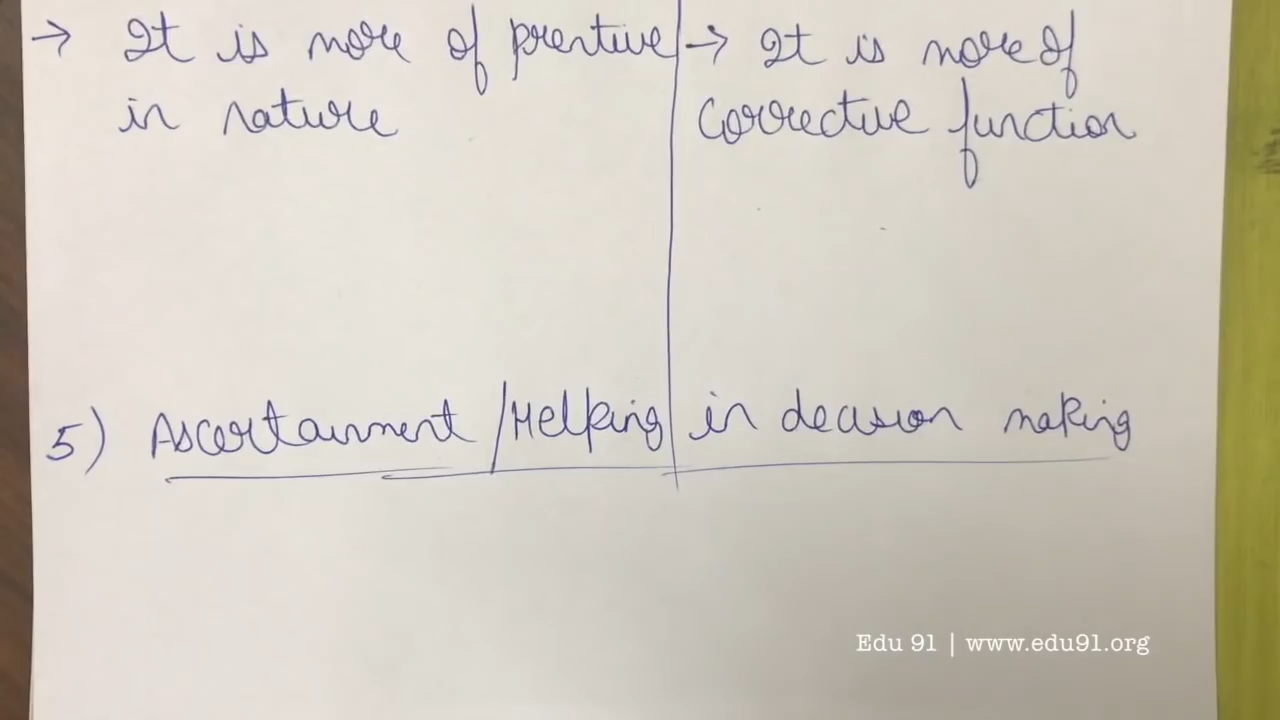 → It is more of prentive
in nature
→ It is more of
corrective function
5) Ascertainment /Helping in decision making
Edu 91 | www.edu91.org